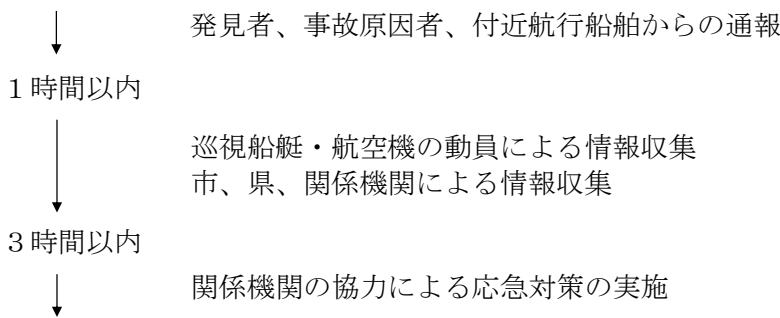 発見者、事故原因者、付近航行船舶からの通報
１時間以内
巡視船艇・航空機の動員による情報収集
市、県、関係機関による情報収集
３時間以内
関係機関の協力による応急対策の実施